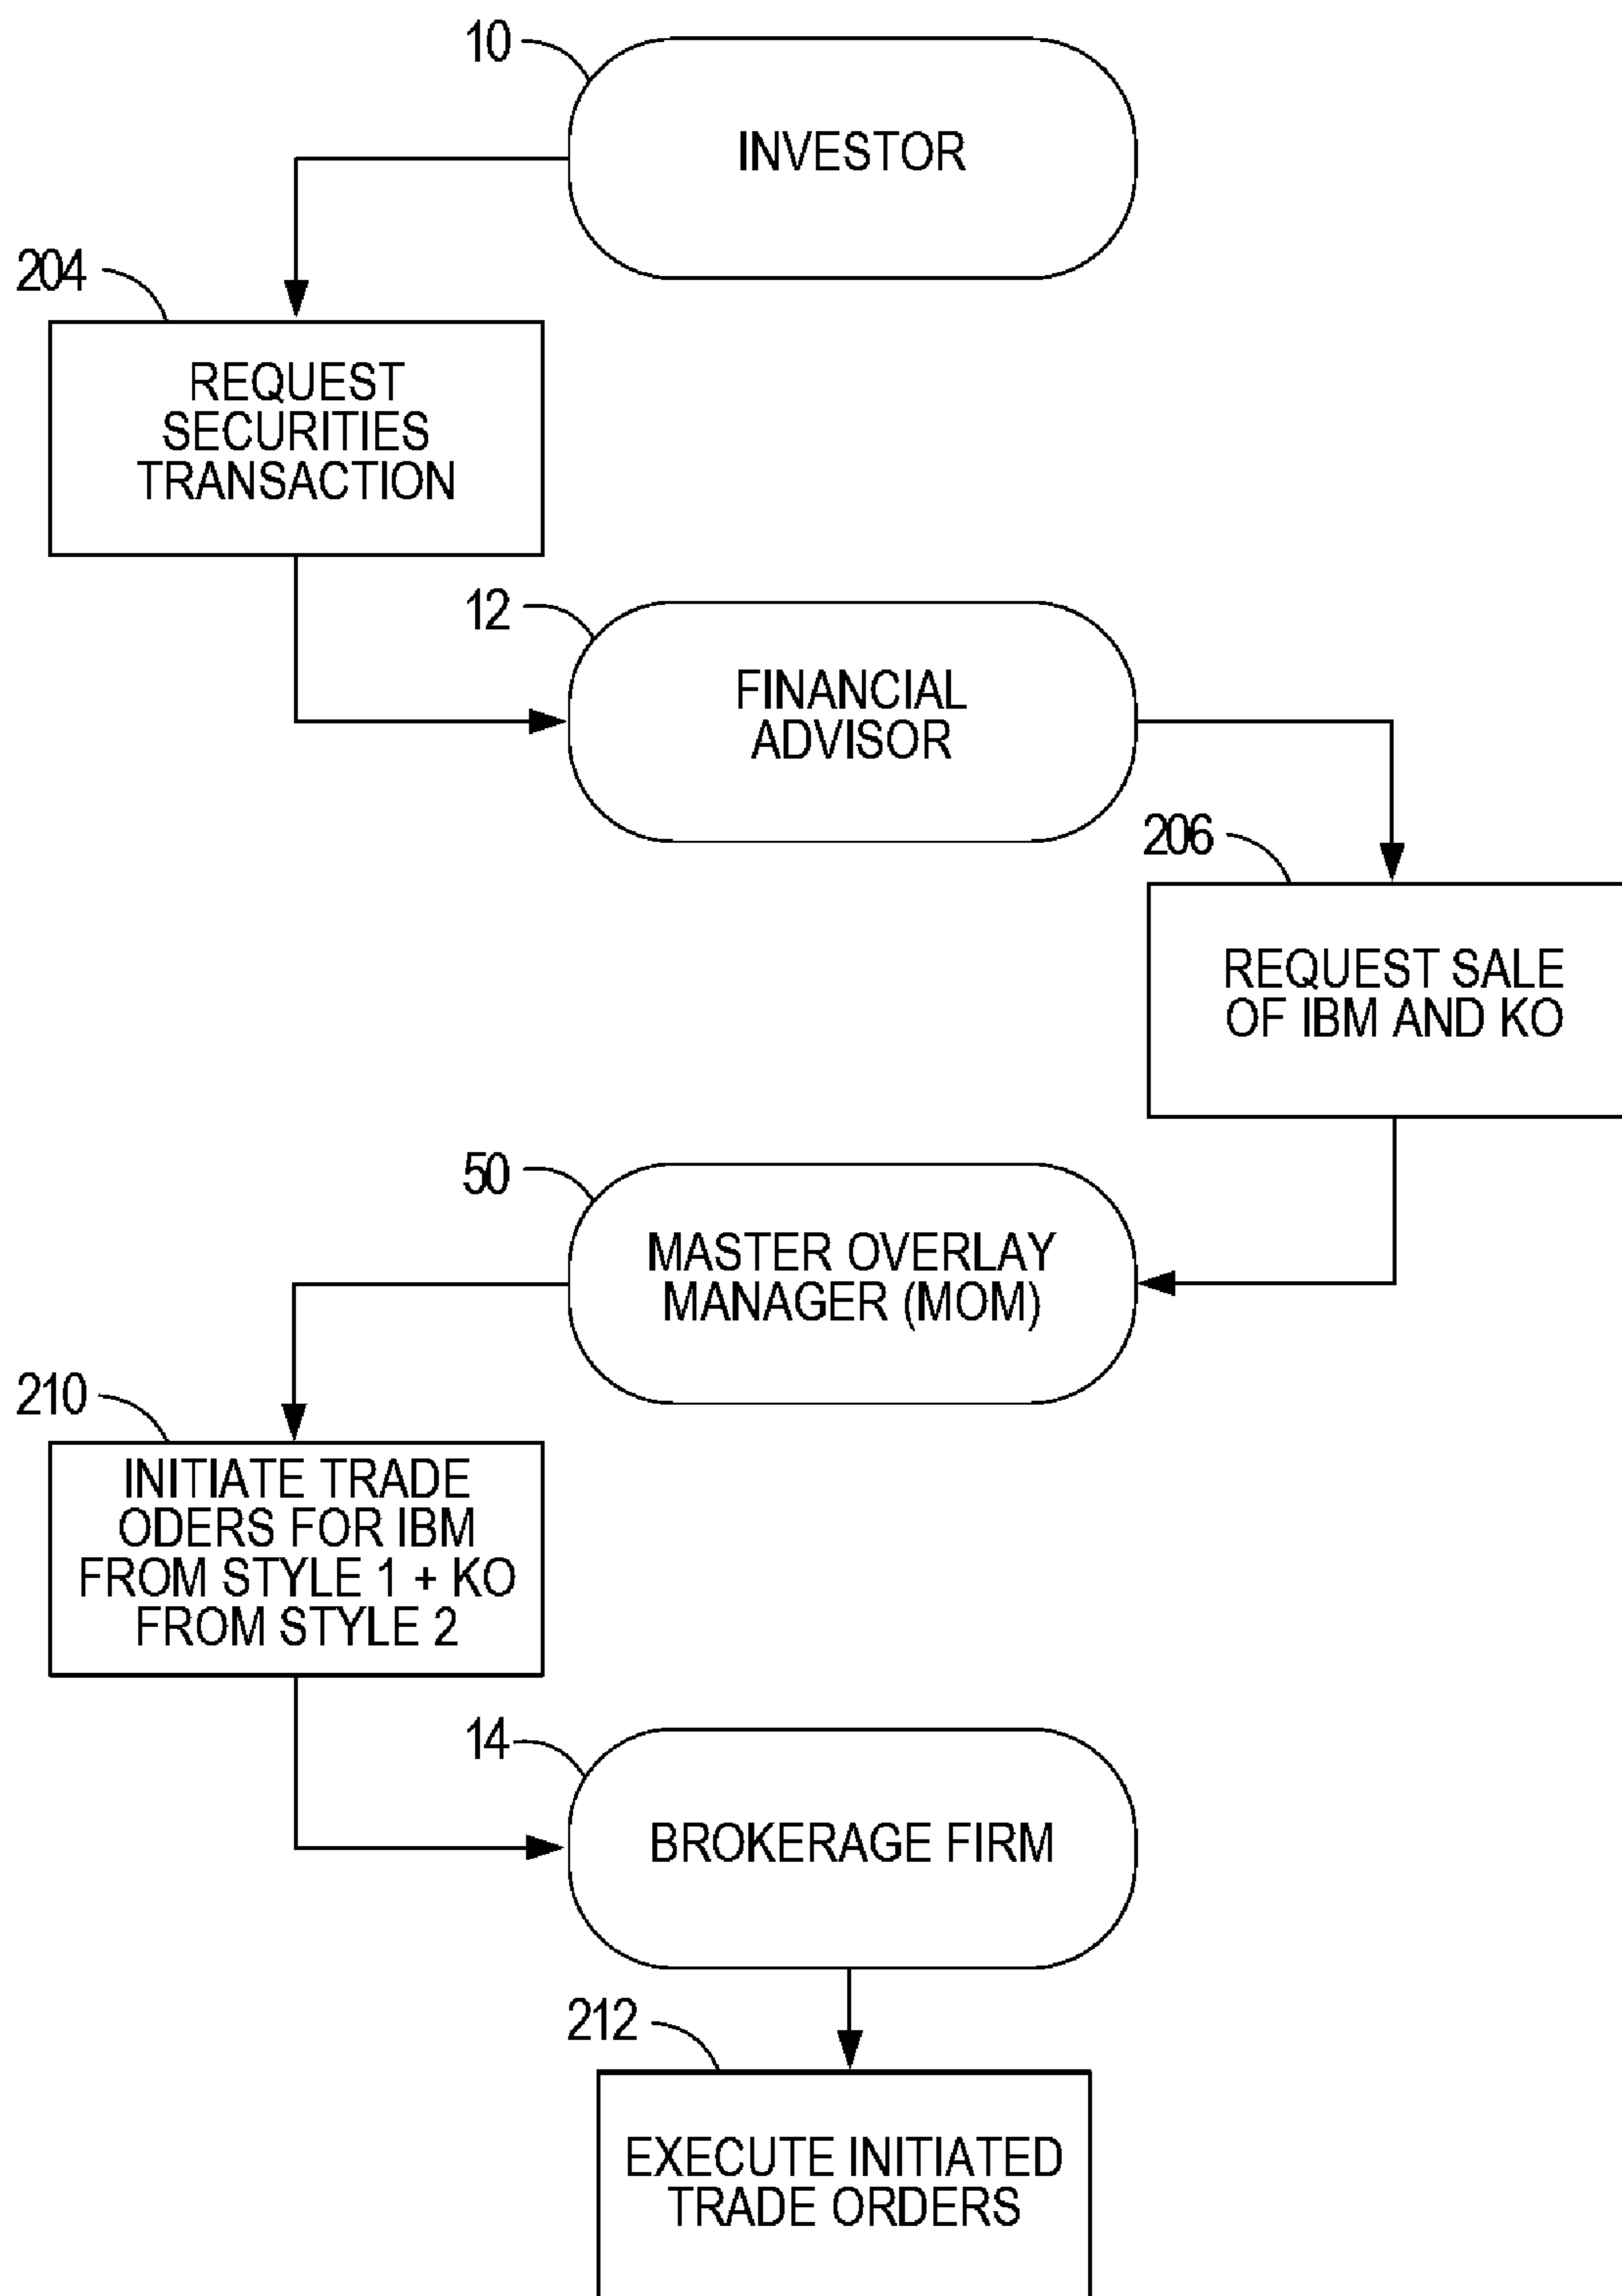 10
INVESTOR
204
REQUEST
SECURITIES
TRANSACTION
12
FINANCIAL
ADVISOR
206
REQUEST SALE
OF IBM AND KO
50
MASTER OVERLAY
MANAGER (MOM)
210
INITIATE TRADE
ODERS FOR IBM
FROM STYLE 1 + KO
FROM STYLE 2
14
BROKERAGE FIRM
212
EXECUTE INITIATED
TRADE ORDERS